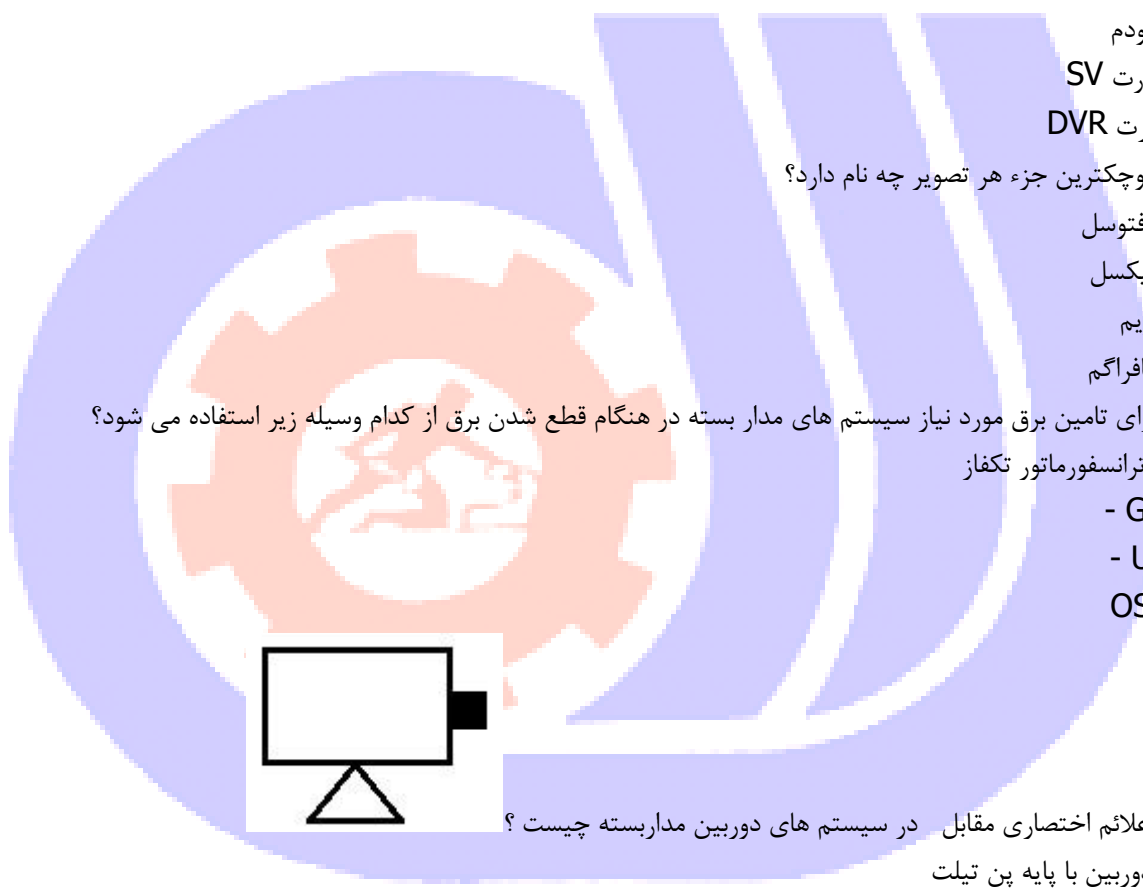 ودم
رت SV
رت DVR
وچکترین جزء هر تصویر چه نام دارد؟
فتوسل
یکسل
یم
افراگم
رای تامین برق مورد نیاز سیستم های مدار بسته در هنگام قطع شدن برق از کدام وسیله زیر استفاده می شود؟
ترانسفورماتور تکفاز
- G
- U
OS
علائم اختصاری مقابل در سیستم های دوربین مداربسته چیست ؟
وربین با پایه پن تیلت